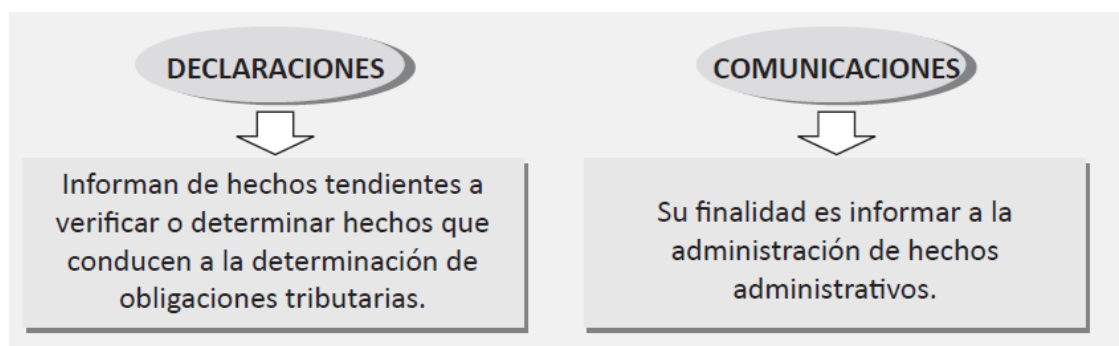 DECLARACIONES
Informan de hechos tendientes a
verificar o determinar hechos que
conducen a la determinación de
obligaciones tributarias.
COMUNICACIONES
Su finalidad es informar a la
administración de hechos
administrativos.